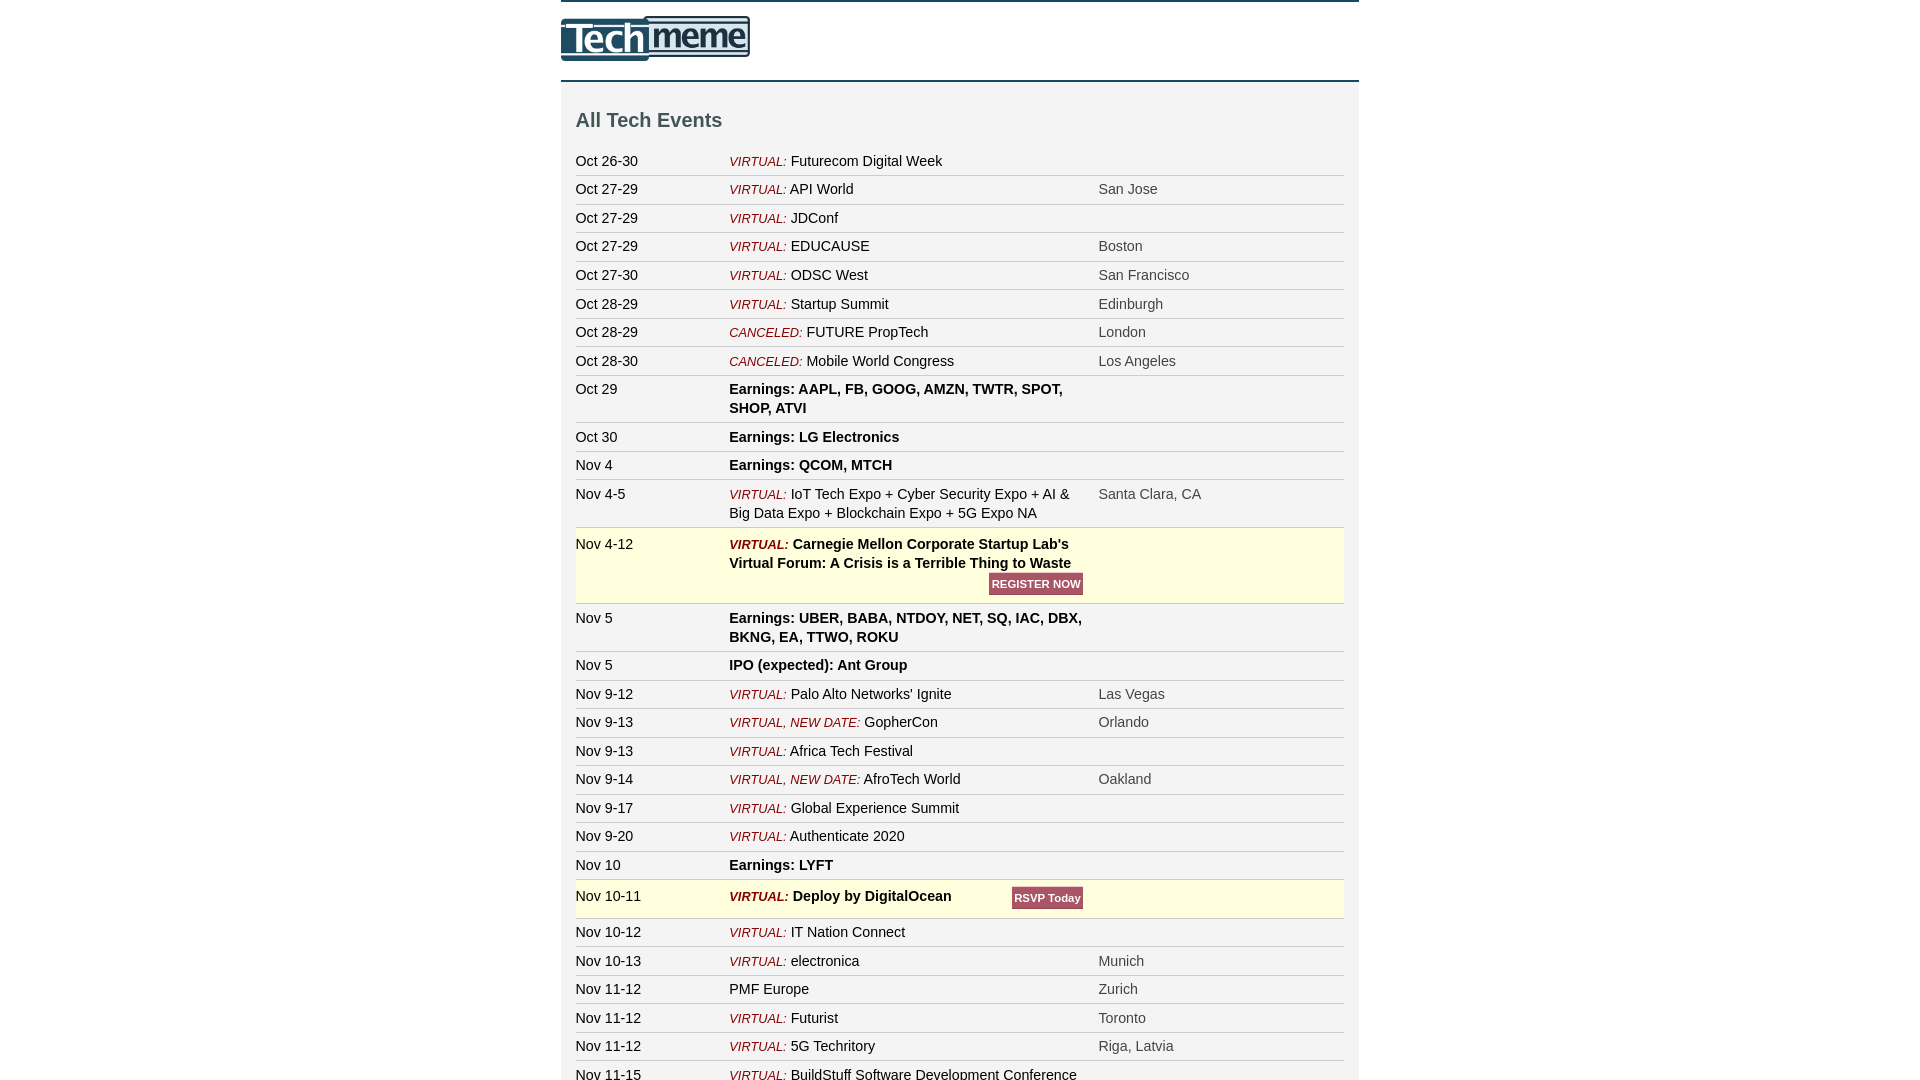 Techmeme
All Tech Events
Oct 26-30 VIRTUAL: Futurecom Digital Week
Oct 27-29 VIRTUAL: API World San Jose
Oct 27-29 VIRTUAL: JDConf
Oct 27-29 VIRTUAL: EDUCAUSE Boston
Oct 27-30 VIRTUAL: ODSC West San Francisco
Oct 28-29 VIRTUAL: Startup Summit Edinburgh
Oct 28-29 CANCELED: FUTURE PropTech London
Oct 28-30 CANCELED: Mobile World Congress Los Angeles
Oct 29 Earnings: AAPL, FB, GOOG, AMZN, TWTR, SPOT,
SHOP, ATVI
Oct 30 Earnings: LG Electronics
Nov 4 Earnings: QCOM, MTCH
Nov 4-5 VIRTUAL: IoT Tech Expo + Cyber Security Expo + AI & Santa Clara, CA
Big Data Expo + Blockchain Expo + 5G Expo NA
Nov 4-12 VIRTUAL: Carnegie Mellon Corporate Startup Lab's
Virtual Forum: A Crisis is a Terrible Thing to Waste
REGISTER NOW
Nov 5 Earnings: UBER, BABA, NTDOY, NET, SQ, IAC, DBX,
BKNG, EA, TTWO, ROKU
Nov 5 IPO (expected): Ant Group
Nov 9-12 VIRTUAL: Palo Alto Networks' Ignite Las Vegas
Nov 9-13 VIRTUAL, NEW DATE: GopherCon Orlando
Nov 9-13 VIRTUAL: Africa Tech Festival
Nov 9-14 VIRTUAL, NEW DATE: AfroTech World Oakland
Nov 9-17 VIRTUAL: Global Experience Summit
Nov 9-20 VIRTUAL: Authenticate 2020
Nov 10 Earnings: LYFT
Nov 10-11 VIRTUAL: Deploy by DigitalOcean RSVP Today
Nov 10-12 VIRTUAL: IT Nation Connect
Nov 10-13 VIRTUAL: electronica Munich
Nov 11-12 PMF Europe Zurich
Nov 11-12 VIRTUAL: Futurist Toronto
Nov 11-12 VIRTUAL: 5G Techritory Riga, Latvia
Nov 11-15 VIRTUAL: BuildStuff Software Development Conference